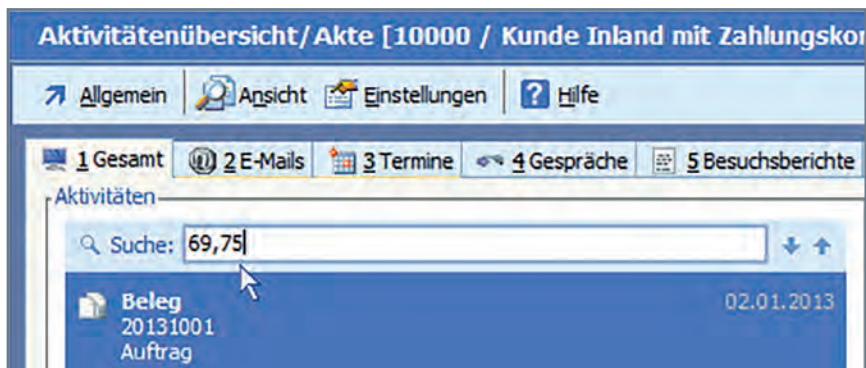 Aktivitätenübersicht/Akte [10000 / Kunde Inland mit Zahlungskor
Allgemein Ansicht Einstellungen Hilfe
1 Gesamt 2 E-Mails 3 Termine 4 Gespräche 5 Besuchsberichte
Aktivitäten
Suche: 69,75
Beleg 02.01.2013
20131001
Auftrag